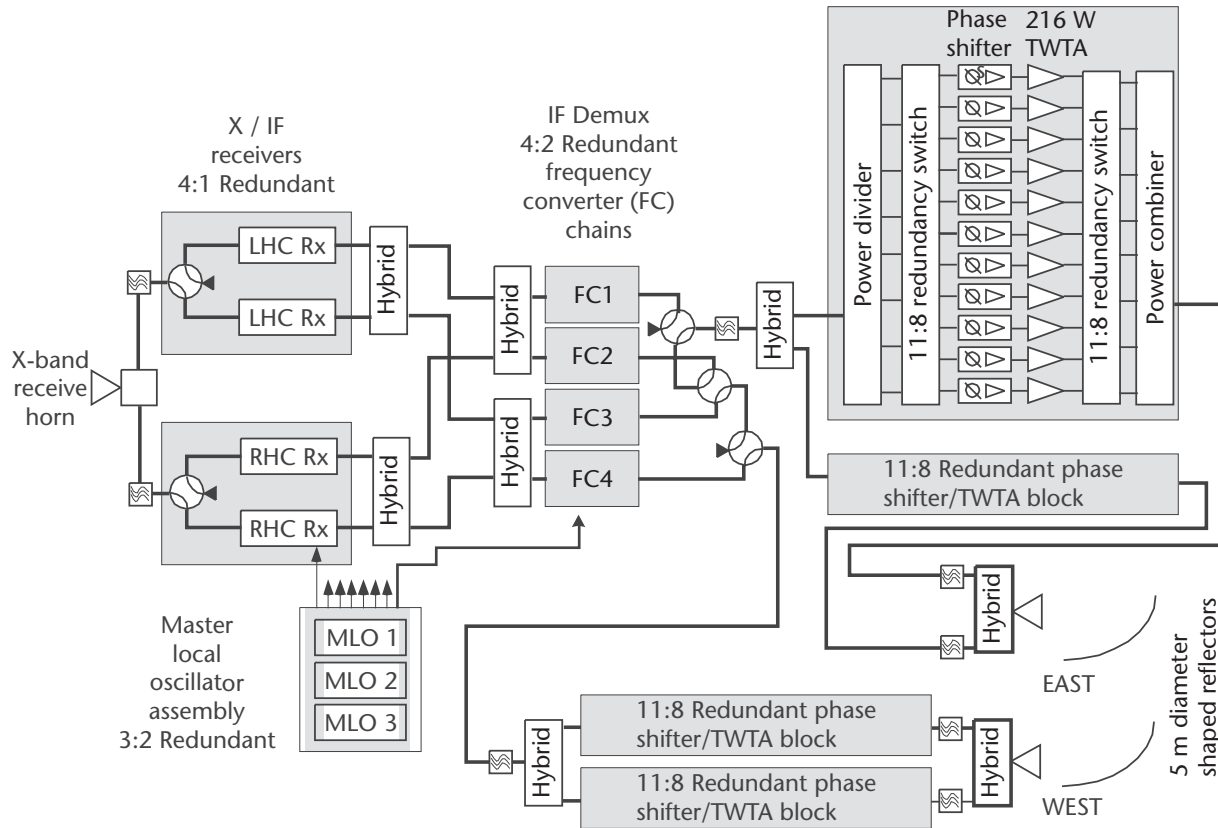 Phase
shifter
216 W
TWTA
X / IF
receivers
4:1 Redundant
IF Demux
4:2 Redundant
frequency
converter (FC)
chains
LHC Rx
LHC Rx
Hybrid
X-band
receive
horn
RHC Rx
RHC Rx
Hybrid
Hybrid
Hybrid
FC1
FC2
FC3
FC4
Hybrid
Power divider
11:8 redundancy switch
11:8 redundancy switch
Power combiner
11:8 Redundant phase
shifter/TWTA block
Master
local
oscillator
assembly
3:2 Redundant
MLO 1
MLO 2
MLO 3
Hybrid
EAST
5 m diameter
shaped reflectors
Hybrid
11:8 Redundant phase
shifter/TWTA block
11:8 Redundant phase
shifter/TWTA block
Hybrid
WEST